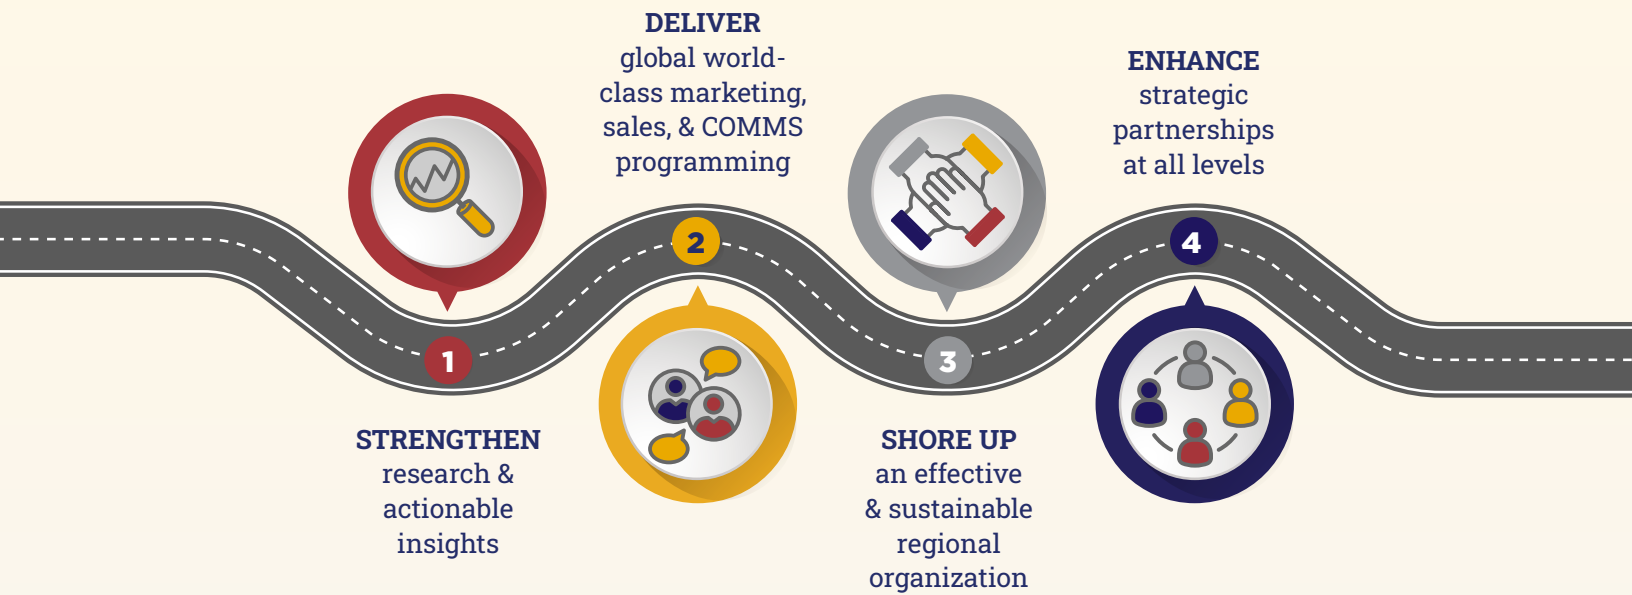 1
STRENGTHEN
research &
actionable
insights
DELIVER
global world-
class marketing,
sales, & COMMS
programming
2
3
SHORE UP
an effective
& sustainable
regional
organization
ENHANCE
strategic
partnerships
at all levels
4